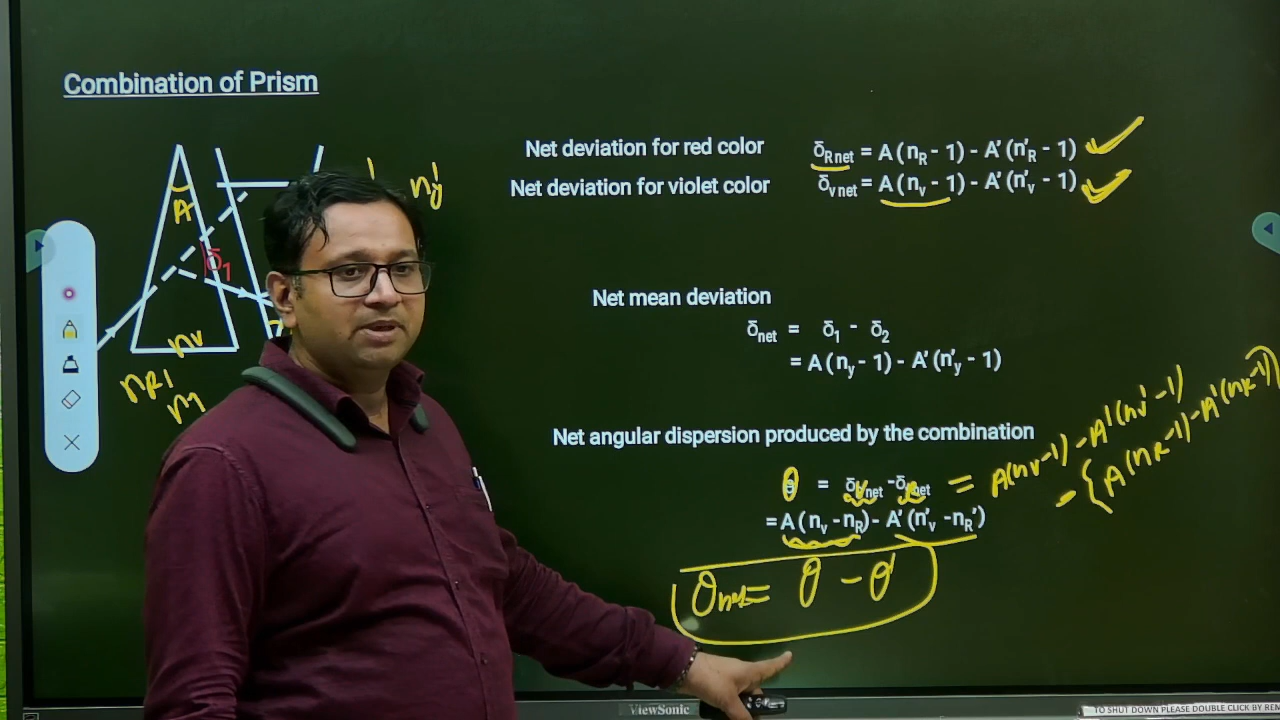 Combination of Prism
A
δ1
nv
nR1
n'y
Net deviation for red color δR net = A (nR - 1) - A' (n'R - 1)
Net deviation for violet color δv net = A (nv - 1) - A' (n'v - 1)
Net mean deviation
δnet = δ1 - δ2
= A (ny - 1) - A' (n'y - 1)
Net angular dispersion produced by the combination
θ = δVnet -δRnet = A(nv-1) - A'(nv'-1)
- {A(nR-1) - A'(nR-1)
= A (nv - nR) - A' (n'v - nR')
θnet = θ - θ'
ViewSonic
TO SHUT DOWN PLEASE DOUBLE CLICK BY REM